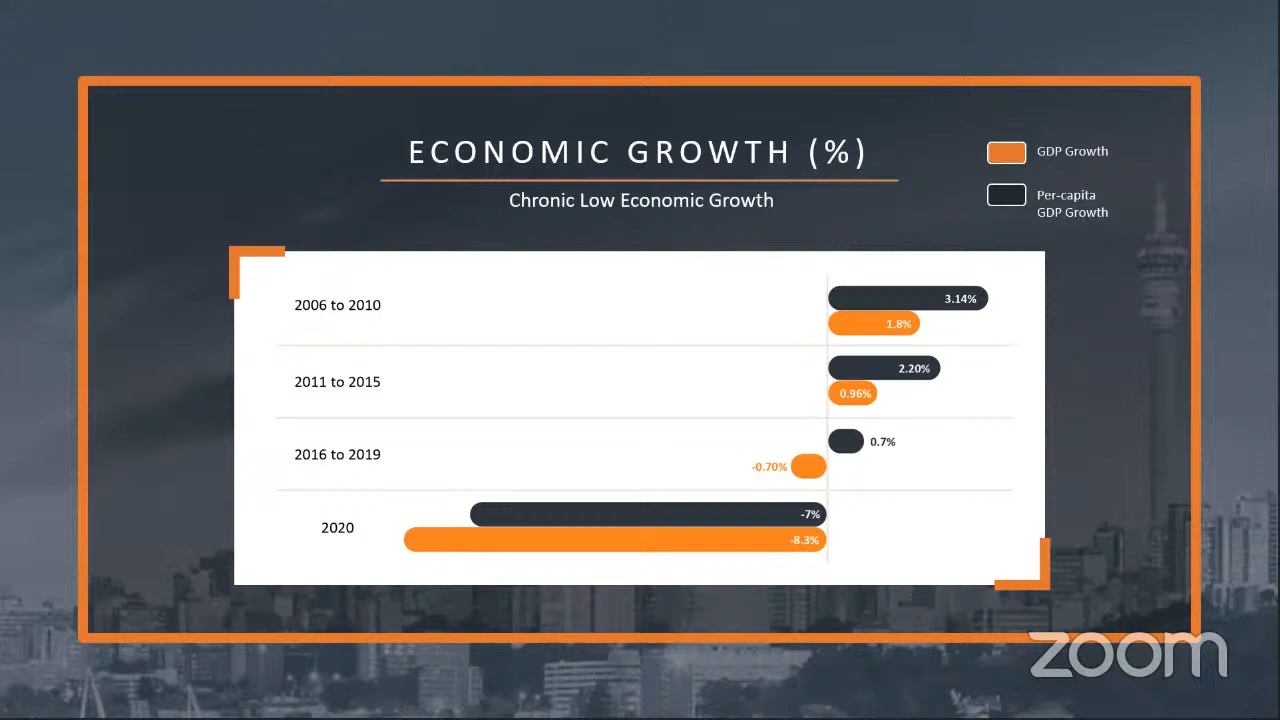 ECONOMIC GROWTH (%)
Chronic Low Economic Growth
GDP Growth
Per-capita
GDP Growth
2006 to 2010
3.14%
1.8%
2011 to 2015
2.20%
0.96%
2016 to 2019
0.7%
-0.70%
2020
-7%
-8.3%
zoom